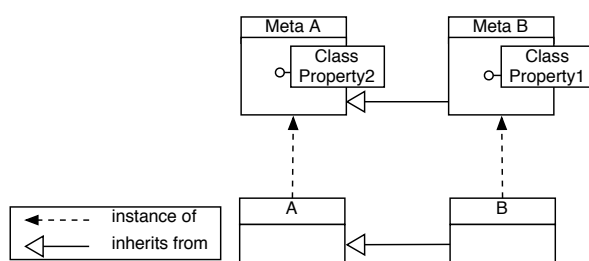 Meta A
Meta B
Class
Property2
Class
Property1
A
B
instance of
inherits from